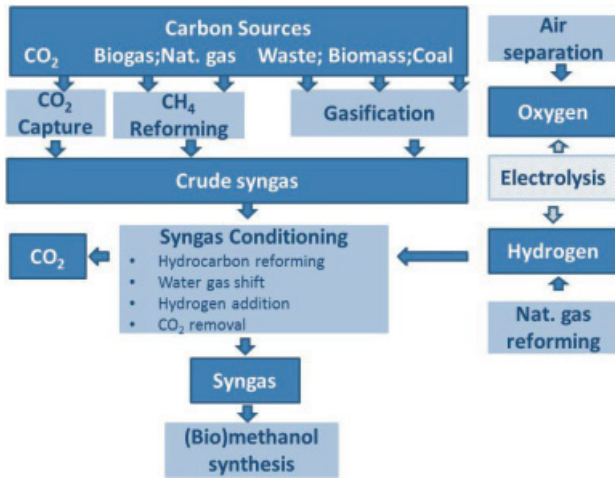 Carbon Sources
CO₂ Biogas;Nat. gas Waste; Biomass;Coal
CO₂
Capture
CH₄
Reforming
Gasification
Crude syngas
Syngas Conditioning
• Hydrocarbon reforming
• Water gas shift
• Hydrogen addition
• CO₂ removal
CO₂
Syngas
(Bio)methanol
synthesis
Air
separation
Oxygen
Electrolysis
Hydrogen
Nat. gas
reforming